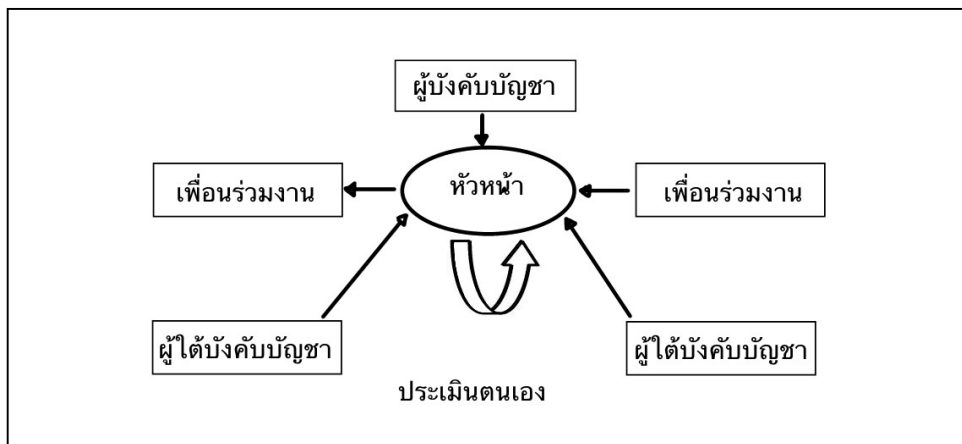 ผู้บังคับบัญชา
หัวหน้า
เพื่อนร่วมงาน
เพื่อนร่วมงาน
ผู้ใต้บังคับบัญชา
ผู้ใต้บังคับบัญชา
ประเมินตนเอง